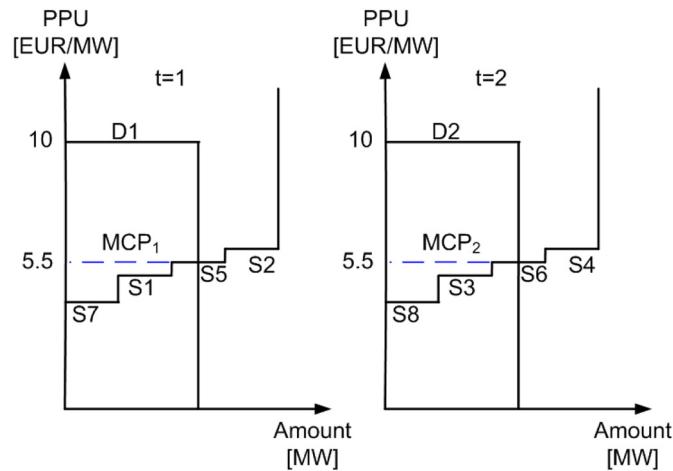 PPU
[EUR/MW]
t=1
10
D1
MCP1
5.5
S5
S2
S1
S7
Amount
[MW]
PPU
[EUR/MW]
t=2
10
D2
MCP2
5.5
S6
S4
S3
S8
Amount
[MW]